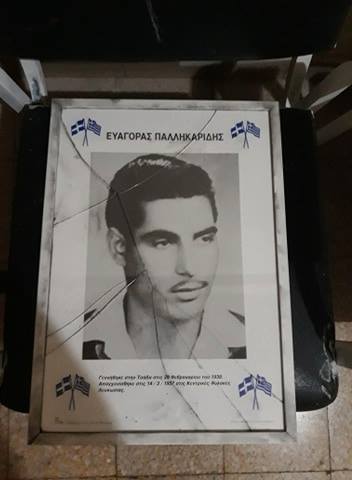 ΕΥΑΓΟΡΑΣ ΠΑΛΛΗΚΑΡΙΔΗΣ
Γεννήθηκε στην Τσάδα στις 26 Φεβρουαρίου του 1938
Απαγχονίσθηκε στις 14 / 3 / 1957 στις Κεντρικές Φυλακές
Λευκωσίας.